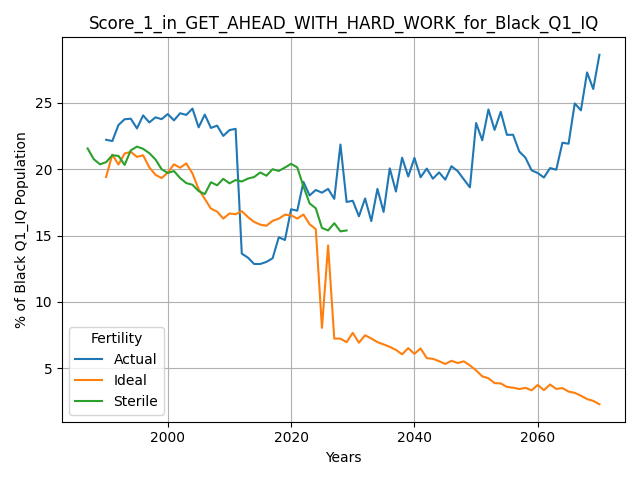 Score_1_in_GET_AHEAD_WITH_HARD_WORK_for_Black_Q1_IQ
% of Black Q1_IQ Population
25
20
15
10
5
Fertility
Actual
Ideal
Sterile
2000
2020
2040
2060
Years